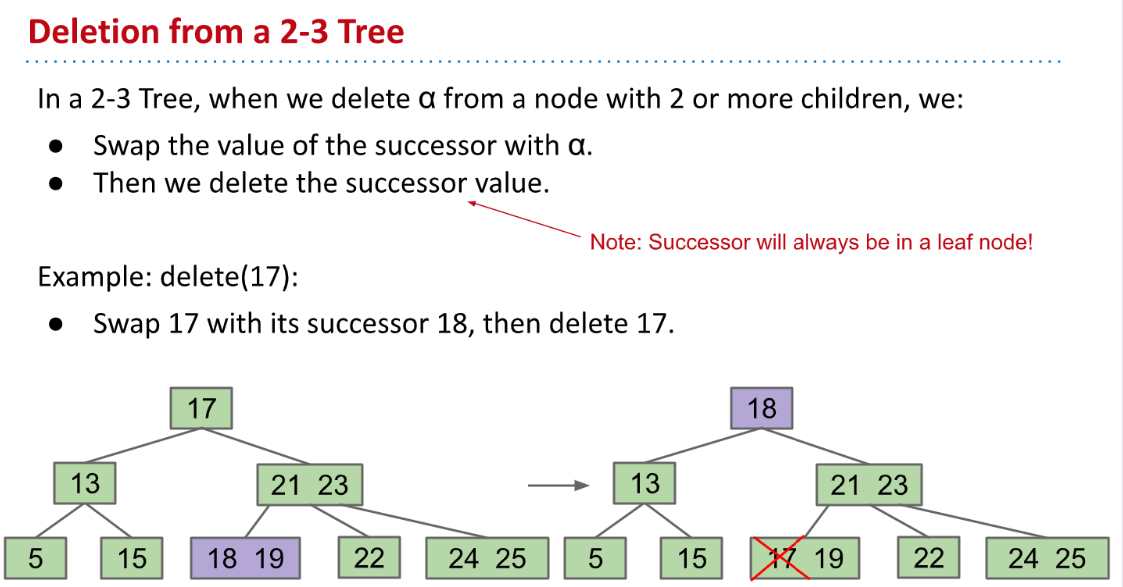 Deletion from a 2-3 Tree
In a 2-3 Tree, when we delete α from a node with 2 or more children, we:
● Swap the value of the successor with α.
● Then we delete the successor value.
Note: Successor will always be in a leaf node!
Example: delete(17):
● Swap 17 with its successor 18, then delete 17.
17
18
13
21 23
13
21 23
5
15
18 19
22
24 25
5
15
17 19
22
24 25